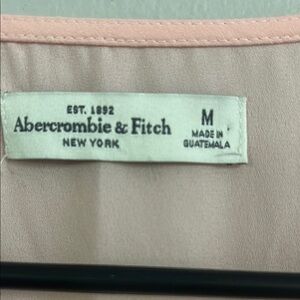 EST. 1892
Abercrombie & Fitch
NEW YORK
M
MADE IN
GUATEMALA